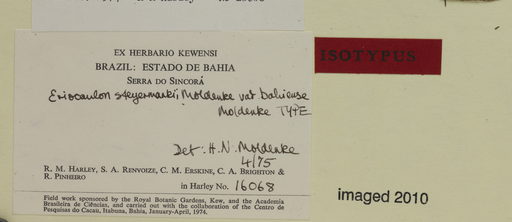 EX HERBARIO KEWENSI
BRAZIL: ESTADO DE BAHIA
SERRA DO SINCORÁ
Eriocaulon steyermarkii Moldenke var bahiense
Moldenke TYPE
Det: H. N. Moldenke
4/75
R. M. HARLEY, S. A. RENVOIZE, C. M. ERSKINE, C. A. BRIGHTON &
R. PINHEIRO
in Harley No. 16068
Field work sponsored by the Royal Botanic Gardens, Kew, and the Academia
Brasileira de Ciências, and carried out with the collaboration of the Centro de
Pesquisas do Cacau, Itabuna, Bahia, January-April, 1974.
ISOTYPUS
imaged 2010